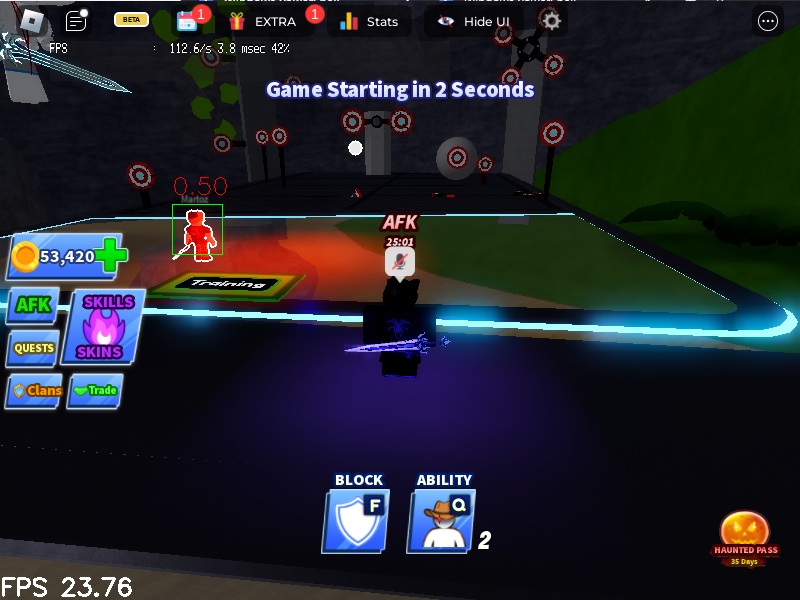 BETA
1
EXTRA
1
Stats
Hide UI
FPS : 112.6/s 3.8 msec 42%
Game Starting in 2 Seconds
0.50
Martoz
AFK
25:01
53,420
Training
AFK
SKILLS
SKINS
QUESTS
Clans
Trade
BLOCK
F
ABILITY
Q
2
HAUNTED PASS
35 Days
FPS 23.76